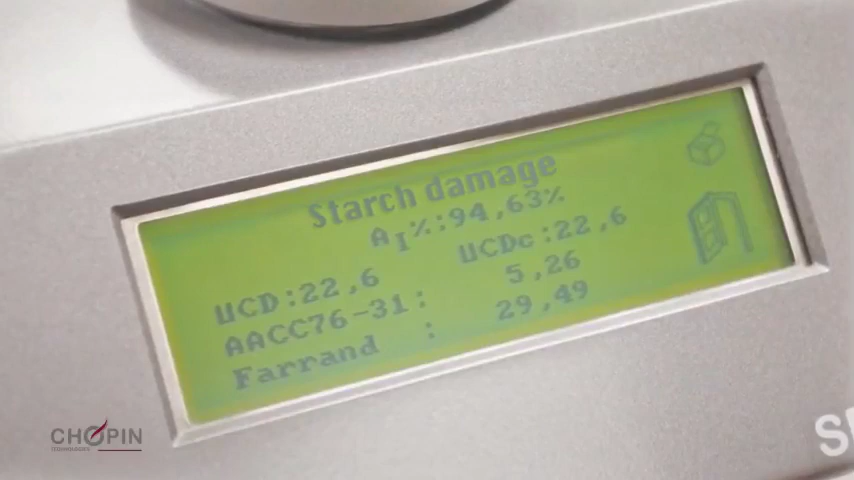 Starch damage
AI%:94,63%
UCD:22,6 UCDc:22,6
AACC76-31: 5,26
Farrand : 29,49
CHOPIN
TECHNOLOGIES